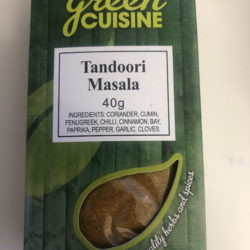 green
CUISINE
Tandoori
Masala
40g
INGREDIENTS: CORIANDER, CUMIN,
FENUGREEK, CHILLI, CINNAMON, BAY,
PAPRIKA, PEPPER, GARLIC, CLOVES.
herbs and spices